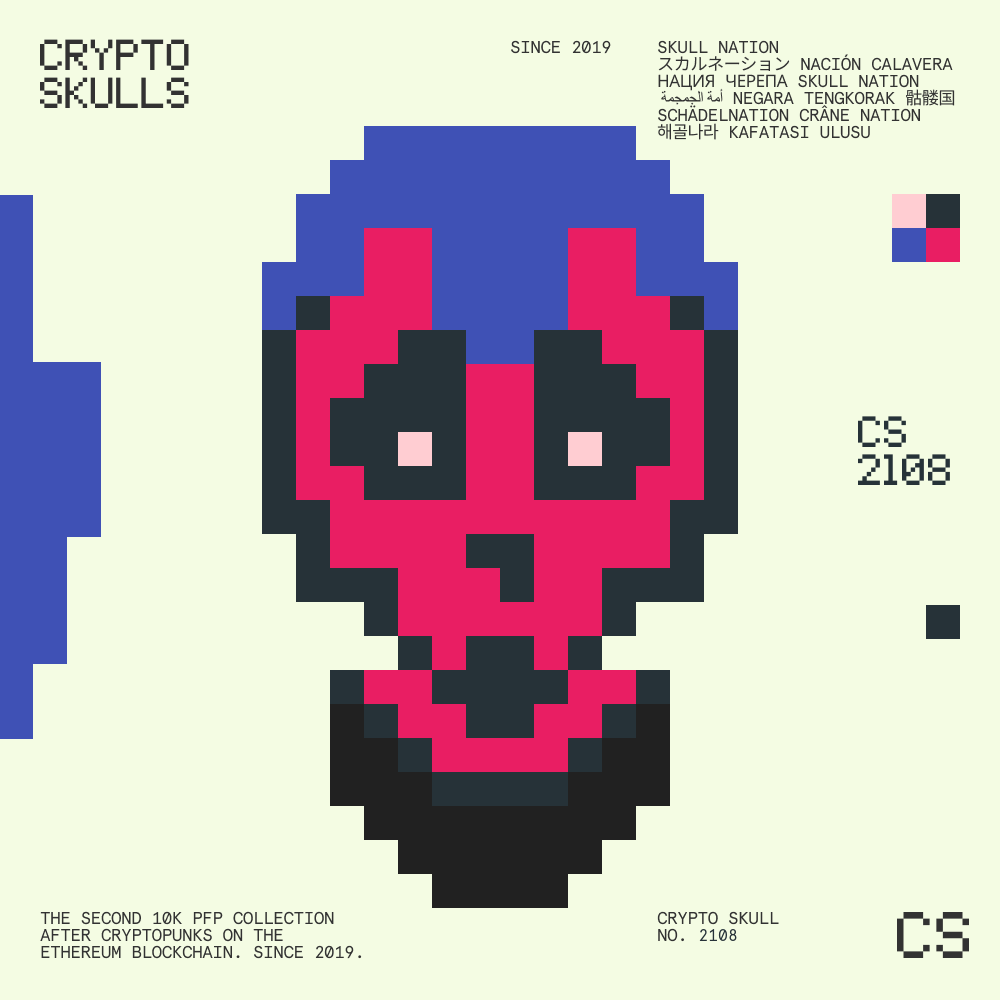 CRYPTO
SKULLS
SINCE 2019
SKULL NATION
スカルネーション NACIÓN CALAVERA
НАЦИЯ ЧЕРЕПА SKULL NATION
أمة الجمجمة NEGARA TENGKORAK 骷髅国
SCHÄDELNATION CRÂNE NATION
해골나라 KAFATASI ULUSU
CS
2108
THE SECOND 10K PFP COLLECTION
AFTER CRYPTOPUNKS ON THE
ETHEREUM BLOCKCHAIN. SINCE 2019.
CRYPTO SKULL
NO. 2108
CS